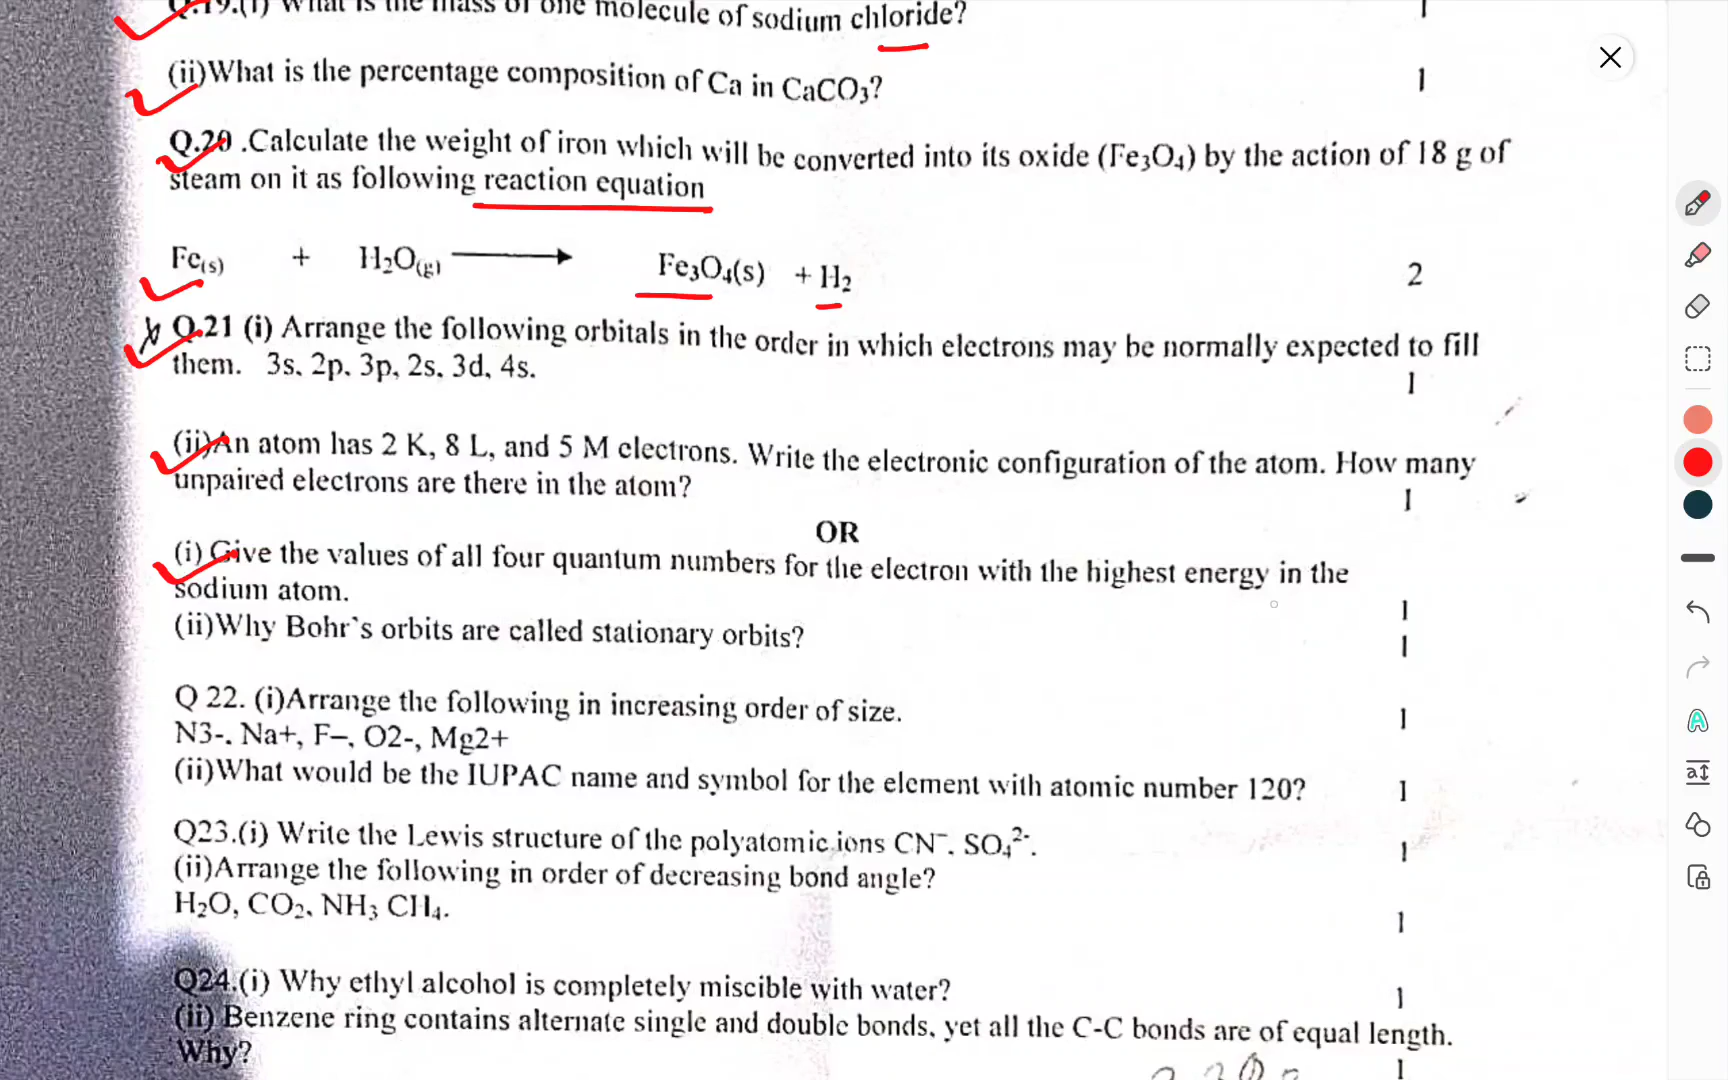 Q.19.(i) What is the mass of one molecule of sodium chloride? 1
(ii)What is the percentage composition of Ca in CaCO₃? 1
Q.20 .Calculate the weight of iron which will be converted into its oxide (Fe₃O₄) by the action of 18 g of
steam on it as following reaction equation
Fe(s) + H₂O(g) → Fe₃O₄(s) + H₂ 2
Q.21 (i) Arrange the following orbitals in the order in which electrons may be normally expected to fill
them. 3s, 2p, 3p, 2s, 3d, 4s.
1
(ii)An atom has 2 K, 8 L, and 5 M electrons. Write the electronic configuration of the atom. How many
unpaired electrons are there in the atom?
1
OR
(i) Give the values of all four quantum numbers for the electron with the highest energy in the
sodium atom. 1
(ii)Why Bohr`s orbits are called stationary orbits? 1
Q 22. (i)Arrange the following in increasing order of size. 1
N3-, Na+, F–, O2-, Mg2+
(ii)What would be the IUPAC name and symbol for the element with atomic number 120? 1
Q23.(i) Write the Lewis structure of the polyatomic ions CN⁻, SO₄²⁻. 1
(ii)Arrange the following in order of decreasing bond angle?
H₂O, CO₂, NH₃ CH₄. 1
Q24.(i) Why ethyl alcohol is completely miscible with water? 1
(ii) Benzene ring contains alternate single and double bonds, yet all the C-C bonds are of equal length.
Why? 1